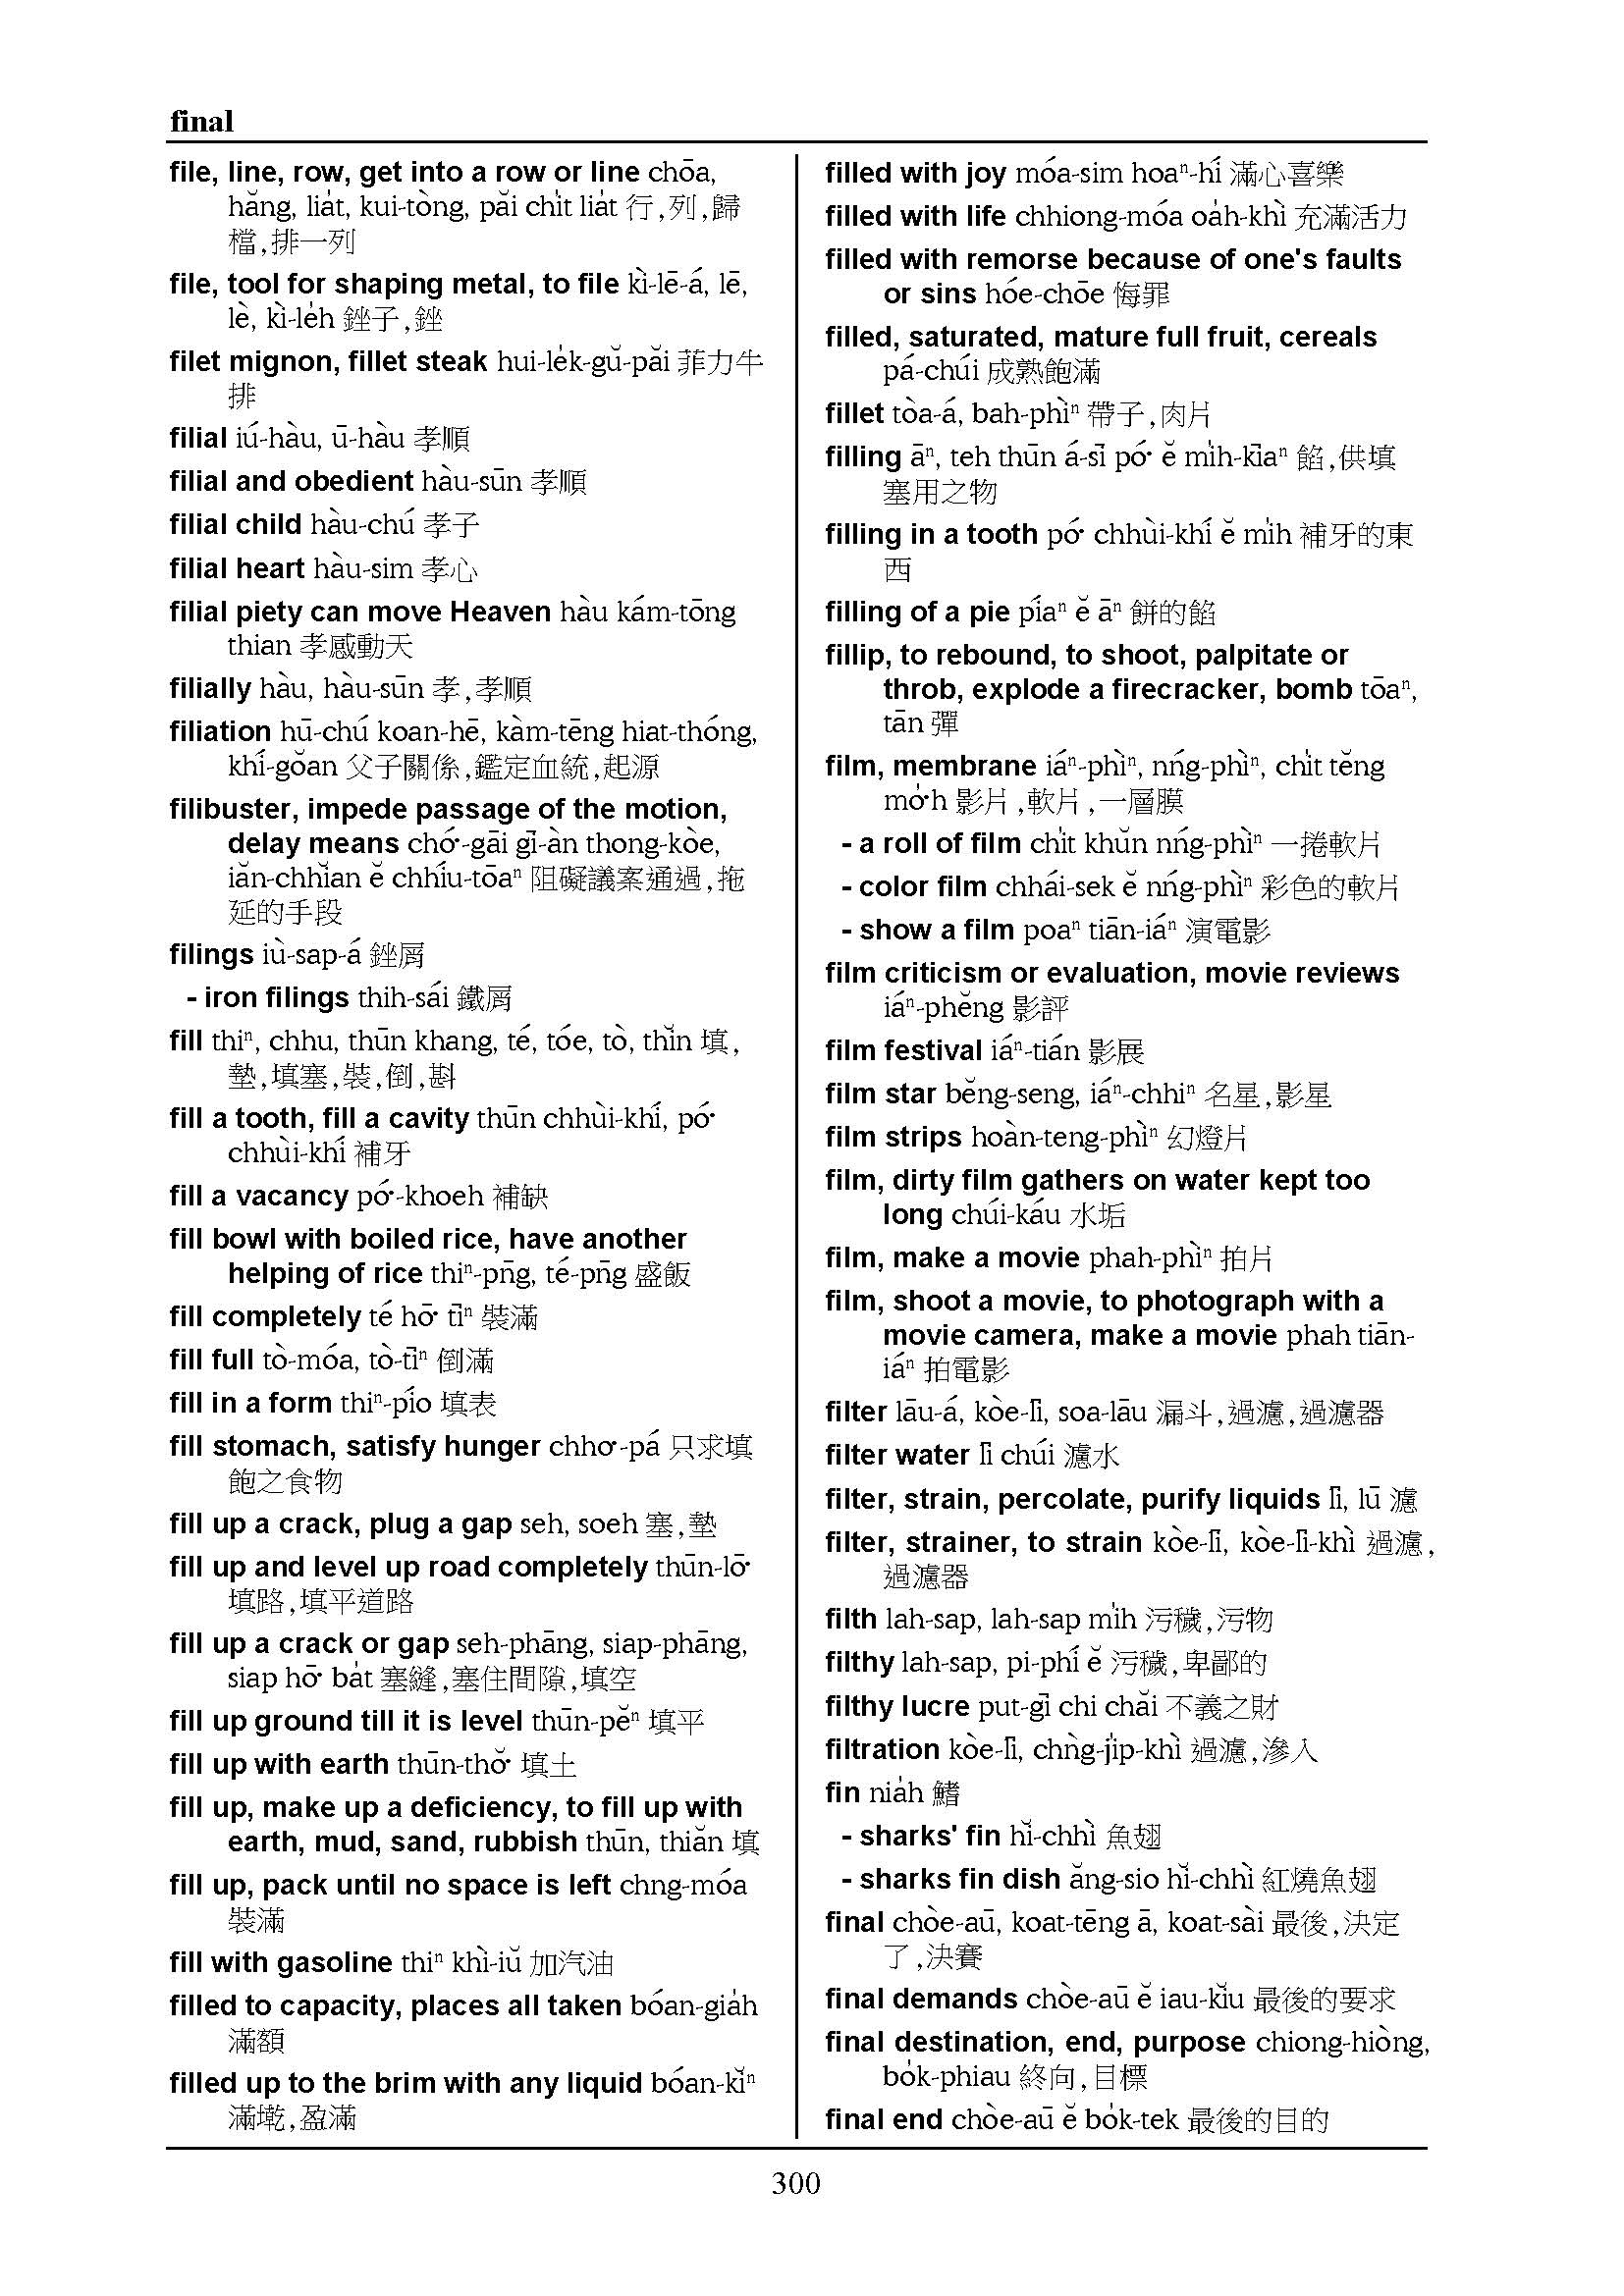 final
file, line, row, get into a row or line chōa,
hăng, lia̍t, kui-tòng, păi chi̍t lia̍t 行,列,歸
檔,排一列
file, tool for shaping metal, to file kì-lē-á, lē,
lè, kì-le̍h 銼子,銼
filet mignon, fillet steak hui-le̍k-gŭ-păi 菲力牛
排
filial iú-hàu, ū-hàu 孝順
filial and obedient hàu-sūn 孝順
filial child hàu-chú 孝子
filial heart hàu-sim 孝心
filial piety can move Heaven hàu kám-tōng
thian 孝感動天
filially hàu, hàu-sūn 孝,孝順
filiation hū-chú koan-hē, kàm-tēng hiat-thóng,
khí-gŏan 父子關係,鑑定血統,起源
filibuster, impede passage of the motion,
delay means chó͘-gāi gī-àn thong-kòe,
iăn-chhĭan ĕ chhíu-tōaⁿ 阻礙議案通過,拖
延的手段
filings iù-sap-á 銼屑
- iron filings thih-sái 鐵屑
fill thiⁿ, chhu, thūn khang, té, tóe, tò, thĭn 填,
墊,填塞,裝,倒,斟
fill a tooth, fill a cavity thūn chhùi-khí, pó͘
chhùi-khí 補牙
fill a vacancy pó͘-khoeh 補缺
fill bowl with boiled rice, have another
helping of rice thiⁿ-pn̄g, té-pn̄g 盛飯
fill completely té hō͘ tīⁿ 裝滿
fill full tò-móa, tò-tīⁿ 倒滿
fill in a form thiⁿ-pío 填表
fill stomach, satisfy hunger chho͘-pá 只求填
飽之食物
fill up a crack, plug a gap seh, soeh 塞,墊
fill up and level up road completely thūn-lō͘
填路,填平道路
fill up a crack or gap seh-phāng, siap-phāng,
siap hō͘ ba̍t 塞縫,塞住間隙,填空
fill up ground till it is level thūn-pĕⁿ 填平
fill up with earth thūn-thŏ͘ 填土
fill up, make up a deficiency, to fill up with
earth, mud, sand, rubbish thūn, thiăn 填
fill up, pack until no space is left chng-móa
裝滿
fill with gasoline thiⁿ khì-iŭ 加汽油
filled to capacity, places all taken bóan-gia̍h
滿額
filled up to the brim with any liquid bóan-kĭⁿ
滿墘,盈滿
filled with joy móa-sim hoaⁿ-hí 滿心喜樂
filled with life chhiong-móa oa̍h-khì 充滿活力
filled with remorse because of one's faults
or sins hóe-chōe 悔罪
filled, saturated, mature full fruit, cereals
pá-chúi 成熟飽滿
fillet tòa-á, bah-phìⁿ 帶子,肉片
filling āⁿ, teh thūn á-sī pó͘ ĕ mi̍h-kīaⁿ 餡,供填
塞用之物
filling in a tooth pó͘ chhùi-khí ĕ mi̍h 補牙的東
西
filling of a pie píaⁿ ĕ āⁿ 餅的餡
fillip, to rebound, to shoot, palpitate or
throb, explode a firecracker, bomb tōaⁿ,
tān 彈
film, membrane iáⁿ-phìⁿ, nńg-phìⁿ, chi̍t tĕng
mo̍͘h 影片,軟片,一層膜
- a roll of film chi̍t khŭn nńg-phìⁿ 一捲軟片
- color film chhái-sek ĕ nńg-phìⁿ 彩色的軟片
- show a film poaⁿ tiān-iáⁿ 演電影
film criticism or evaluation, movie reviews
iáⁿ-phĕng 影評
film festival iáⁿ-tián 影展
film star bĕng-seng, iáⁿ-chhiⁿ 名星,影星
film strips hoàn-teng-phìⁿ 幻燈片
film, dirty film gathers on water kept too
long chúi-káu 水垢
film, make a movie phah-phìⁿ 拍片
film, shoot a movie, to photograph with a
movie camera, make a movie phah tiān-
iáⁿ 拍電影
filter lāu-á, kòe-lī, soa-lāu 漏斗,過濾,過濾器
filter water lī chúi 濾水
filter, strain, percolate, purify liquids lī, lū 濾
filter, strainer, to strain kòe-lī, kòe-lī-khì 過濾,
過濾器
filth lah-sap, lah-sap mi̍h 污穢,污物
filthy lah-sap, pi-phí ĕ 污穢,卑鄙的
filthy lucre put-gī chi chăi 不義之財
filtration kòe-lī, chǹg-ji̍p-khì 過濾,滲入
fin nia̍h 鰭
- sharks' fin hĭ-chhì 魚翅
- sharks fin dish ăng-sio hĭ-chhì 紅燒魚翅
final chòe-aū, koat-tēng ā, koat-sài 最後,決定
了,決賽
final demands chòe-aū ĕ iau-kĭu 最後的要求
final destination, end, purpose chiong-hiòng,
bo̍k-phiau 終向,目標
final end chòe-aū ĕ bo̍k-tek 最後的目的
300